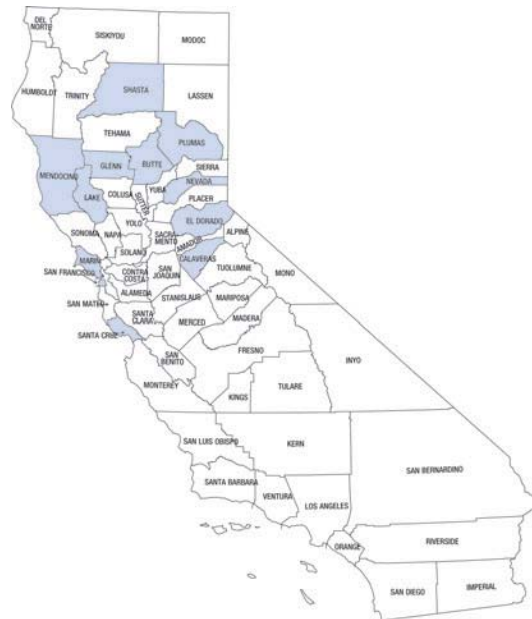 DEL
NORTE
SISKIYOU
MODOC
HUMBOLDT
TRINITY
SHASTA
LASSEN
TEHAMA
PLUMAS
MENDOCINO
GLENN
BUTTE
SIERRA
NEVADA
LAKE
COLUSA
SUTTER
YUBA
PLACER
SONOMA
NAPA
YOLO
SACRA-
MENTO
EL DORADO
AMADOR
ALPINE
SOLANO
CALAVERAS
MARIN
SAN FRANCISCO
CONTRA
COSTA
SAN
JOAQUIN
TUOLUMNE
MONO
ALAMEDA
SAN MATEO
SANTA
CLARA
STANISLAUS
MARIPOSA
SANTA CRUZ
MERCED
MADERA
SAN
BENITO
FRESNO
INYO
MONTEREY
KINGS
TULARE
SAN LUIS OBISPO
KERN
SAN BERNARDINO
SANTA BARBARA
VENTURA
LOS ANGELES
ORANGE
RIVERSIDE
SAN DIEGO
IMPERIAL